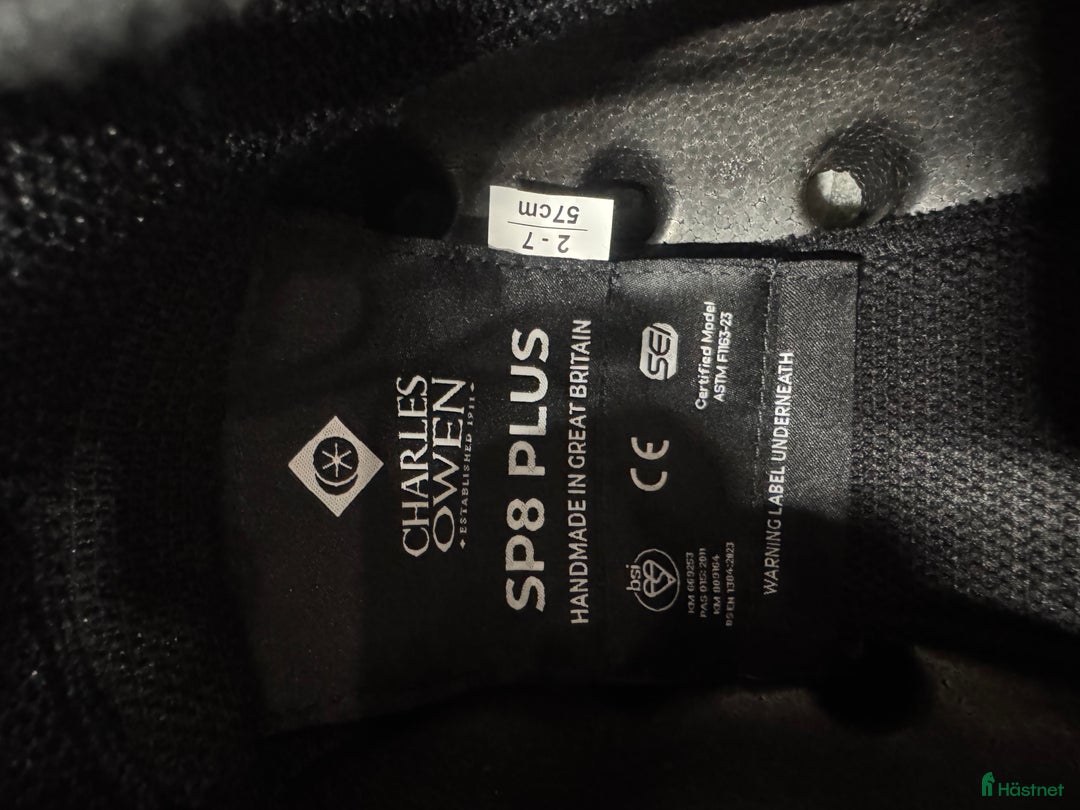 CHARLES
OWEN
ESTABLISHED 1911
SP8 PLUS
HANDMADE IN GREAT BRITAIN
bsi
KM 669253
PAS 015:2011
KM 009164
BS EN 1384:2023
CE
SEI
Certified Model
ASTM F1163-23
WARNING LABEL UNDERNEATH
2 - 7
57cm
Hästnet